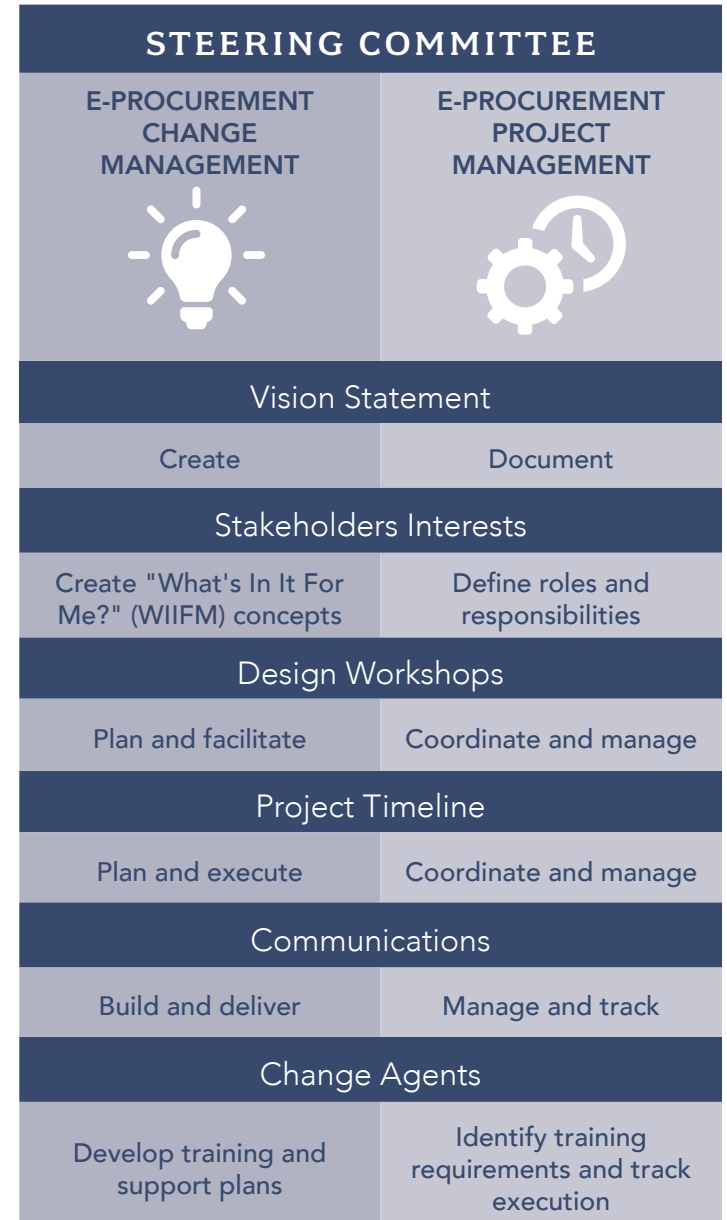 STEERING COMMITTEE
E-PROCUREMENT
CHANGE
MANAGEMENT
E-PROCUREMENT
PROJECT
MANAGEMENT
Vision Statement
Create
Document
Stakeholders Interests
Create "What's In It For
Me?" (WIIFM) concepts
Define roles and
responsibilities
Design Workshops
Plan and facilitate
Coordinate and manage
Project Timeline
Plan and execute
Coordinate and manage
Communications
Build and deliver
Manage and track
Change Agents
Develop training and
support plans
Identify training
requirements and track
execution